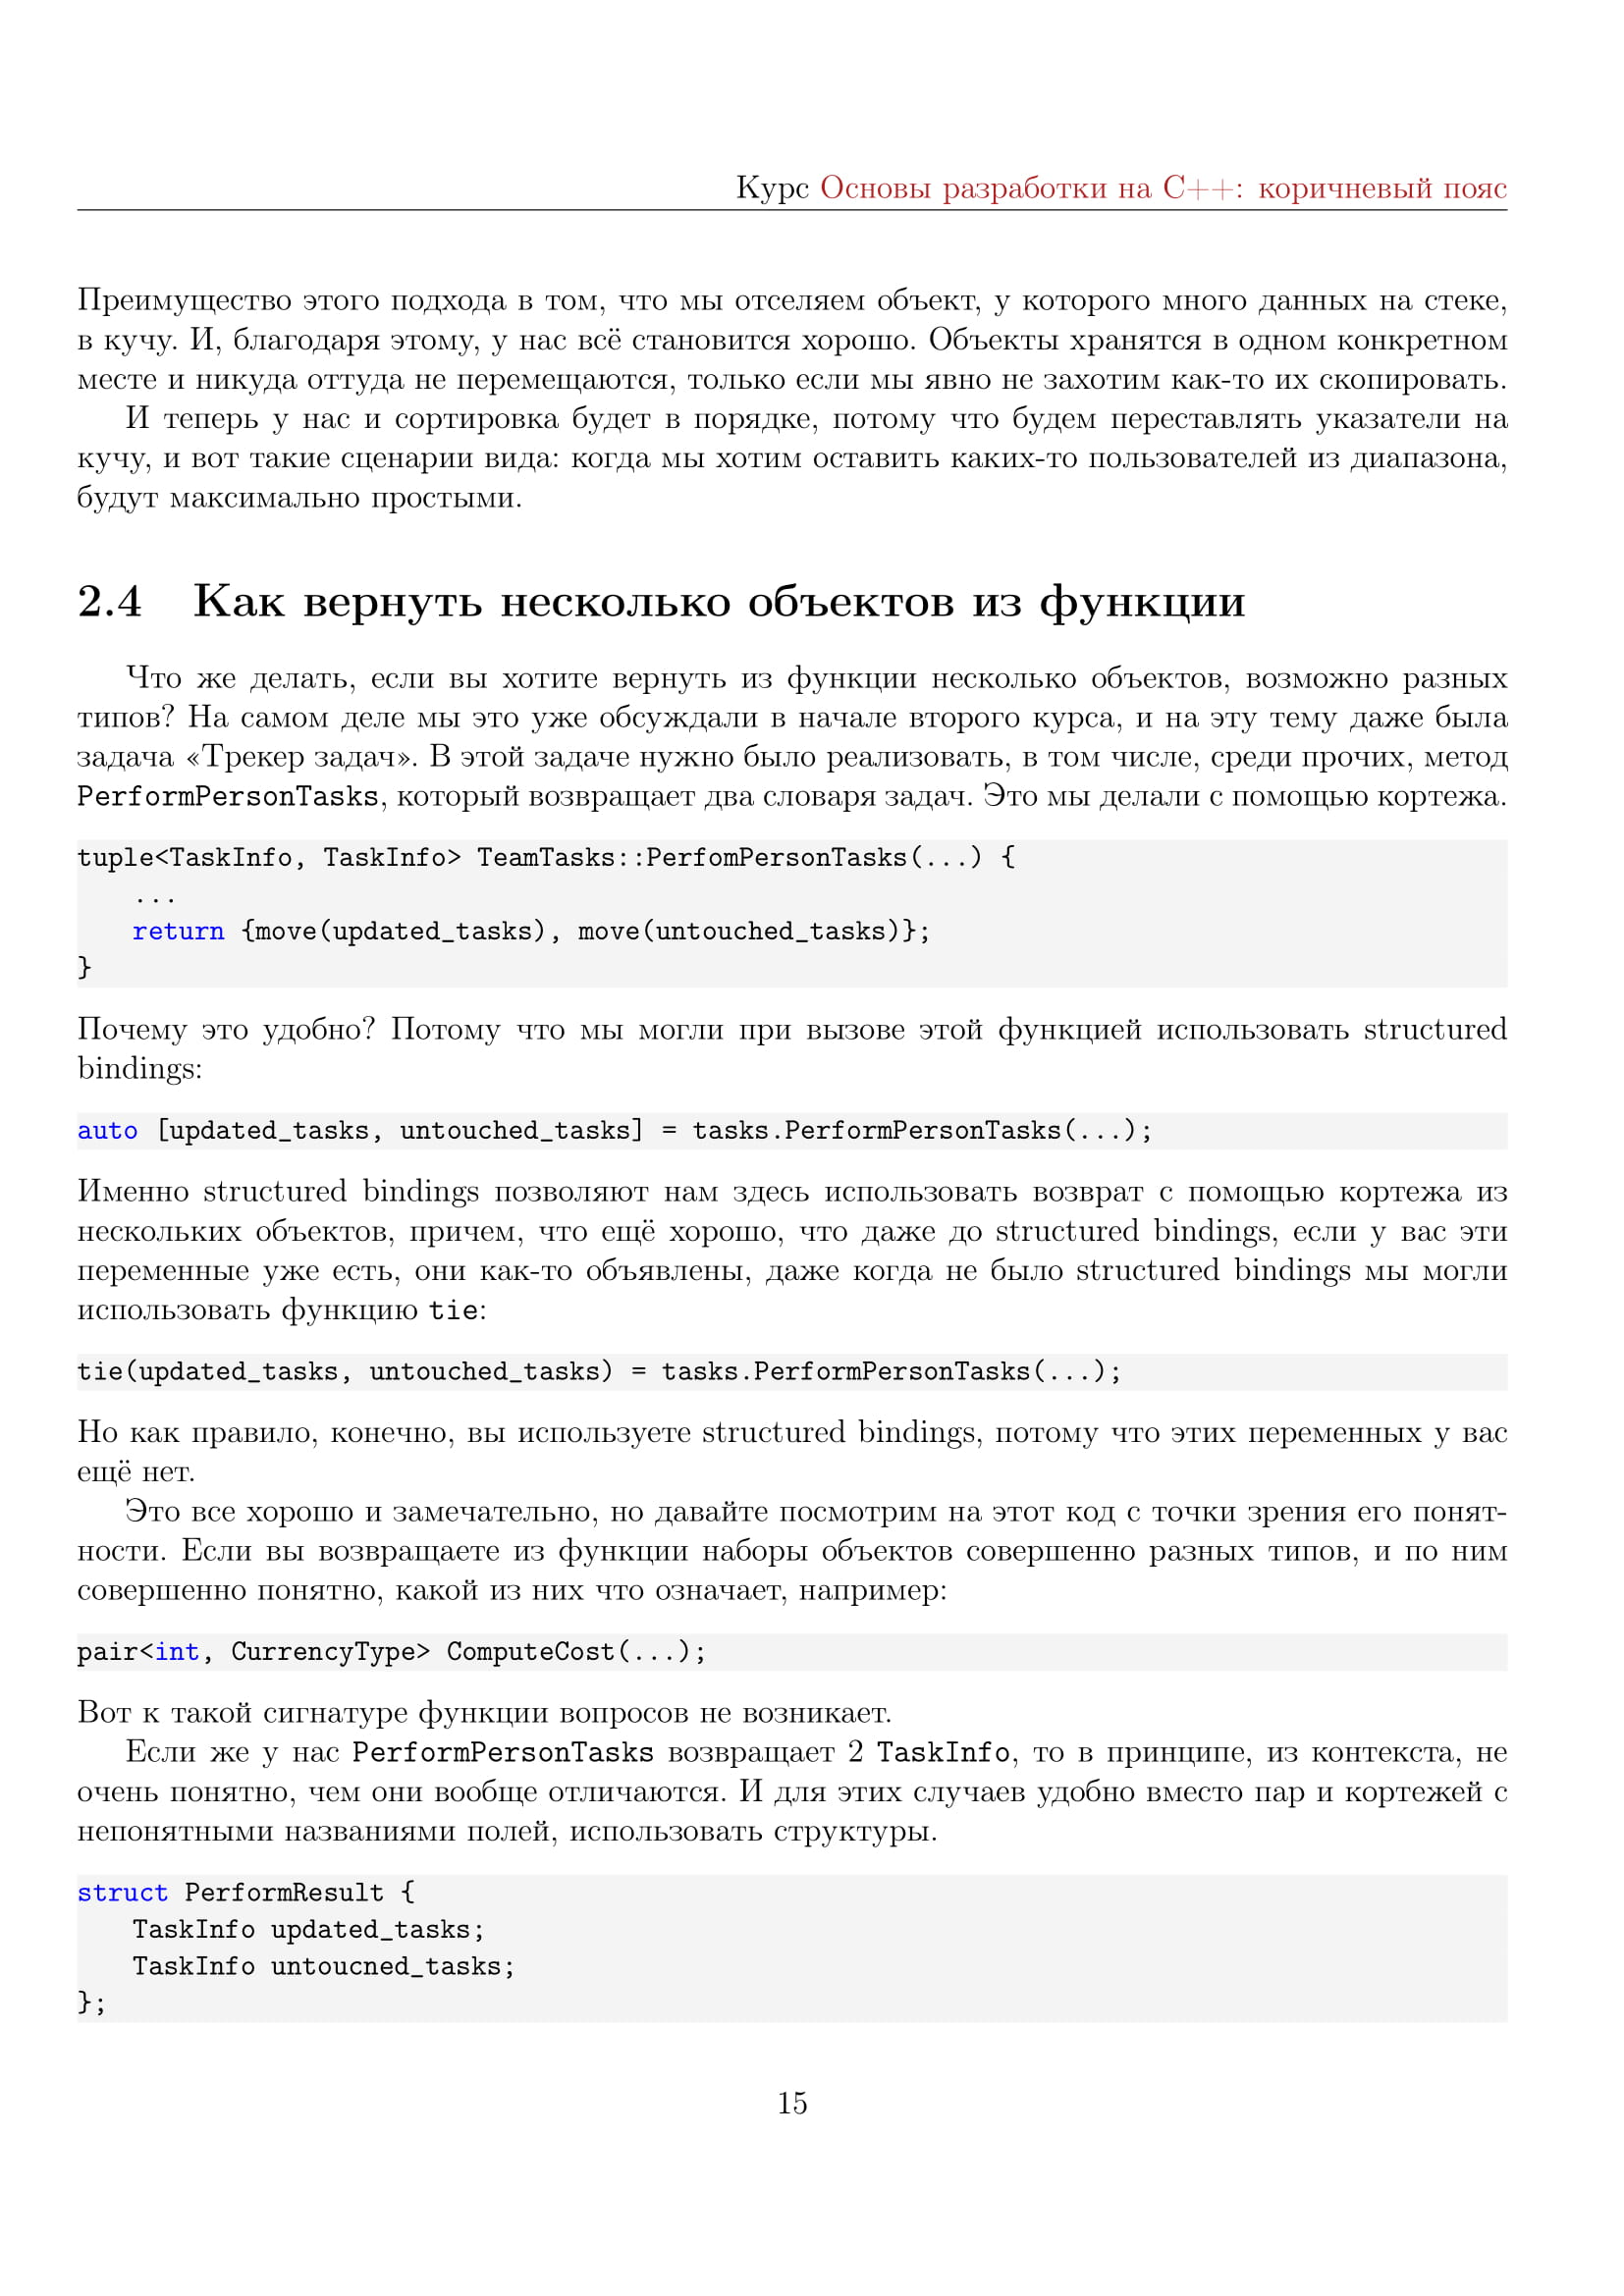 Курс Основы разработки на C++: коричневый пояс
Преимущество этого подхода в том, что мы отселяем объект, у которого много данных на стеке,
в кучу. И, благодаря этому, у нас всё становится хорошо. Объекты хранятся в одном конкретном
месте и никуда оттуда не перемещаются, только если мы явно не захотим как-то их скопировать.
И теперь у нас и сортировка будет в порядке, потому что будем переставлять указатели на
кучу, и вот такие сценарии вида: когда мы хотим оставить каких-то пользователей из диапазона,
будут максимально простыми.
2.4 Как вернуть несколько объектов из функции
Что же делать, если вы хотите вернуть из функции несколько объектов, возможно разных
типов? На самом деле мы это уже обсуждали в начале второго курса, и на эту тему даже была
задача «Трекер задач». В этой задаче нужно было реализовать, в том числе, среди прочих, метод
PerformPersonTasks, который возвращает два словаря задач. Это мы делали с помощью кортежа.
tuple<TaskInfo, TaskInfo> TeamTasks::PerfomPersonTasks(...) {
...
return {move(updated_tasks), move(untouched_tasks)};
}
Почему это удобно? Потому что мы могли при вызове этой функцией использовать structured
bindings:
auto [updated_tasks, untouched_tasks] = tasks.PerformPersonTasks(...);
Именно structured bindings позволяют нам здесь использовать возврат с помощью кортежа из
нескольких объектов, причем, что ещё хорошо, что даже до structured bindings, если у вас эти
переменные уже есть, они как-то объявлены, даже когда не было structured bindings мы могли
использовать функцию tie:
tie(updated_tasks, untouched_tasks) = tasks.PerformPersonTasks(...);
Но как правило, конечно, вы используете structured bindings, потому что этих переменных у вас
ещё нет.
Это все хорошо и замечательно, но давайте посмотрим на этот код с точки зрения его понят-
ности. Если вы возвращаете из функции наборы объектов совершенно разных типов, и по ним
совершенно понятно, какой из них что означает, например:
pair<int, CurrencyType> ComputeCost(...);
Вот к такой сигнатуре функции вопросов не возникает.
Если же у нас PerformPersonTasks возвращает 2 TaskInfo, то в принципе, из контекста, не
очень понятно, чем они вообще отличаются. И для этих случаев удобно вместо пар и кортежей с
непонятными названиями полей, использовать структуры.
struct PerformResult {
TaskInfo updated_tasks;
TaskInfo untoucned_tasks;
};
15